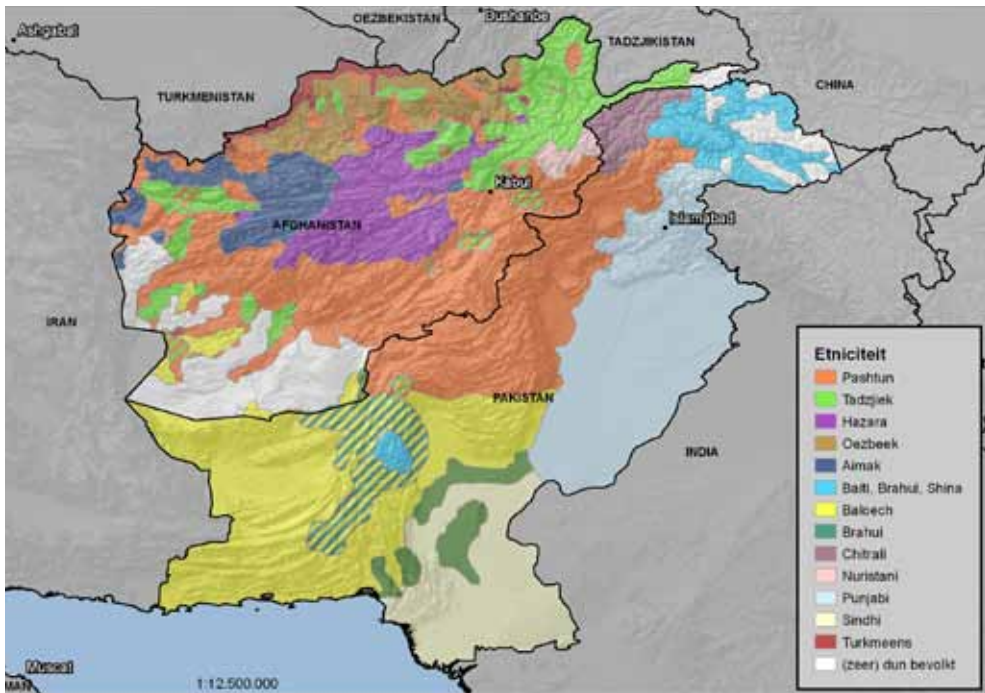 OEZBEKISTAN
Dushanbe
Ashgabat
TADZJIKISTAN
TURKMENISTAN
CHINA
Kabul
Islamabad
AFGHANISTAN
IRAN
PAKISTAN
INDIA
Etniciteit
Pashtun
Tadzjiek
Hazara
Oezbeek
Aimak
Balti, Brahui, Shina
Baloech
Brahui
Chitrali
Nuristani
Punjabi
Sindhi
Turkmeens
(zeer) dun bevolkt
Muscat
MAN
1:12.500.000